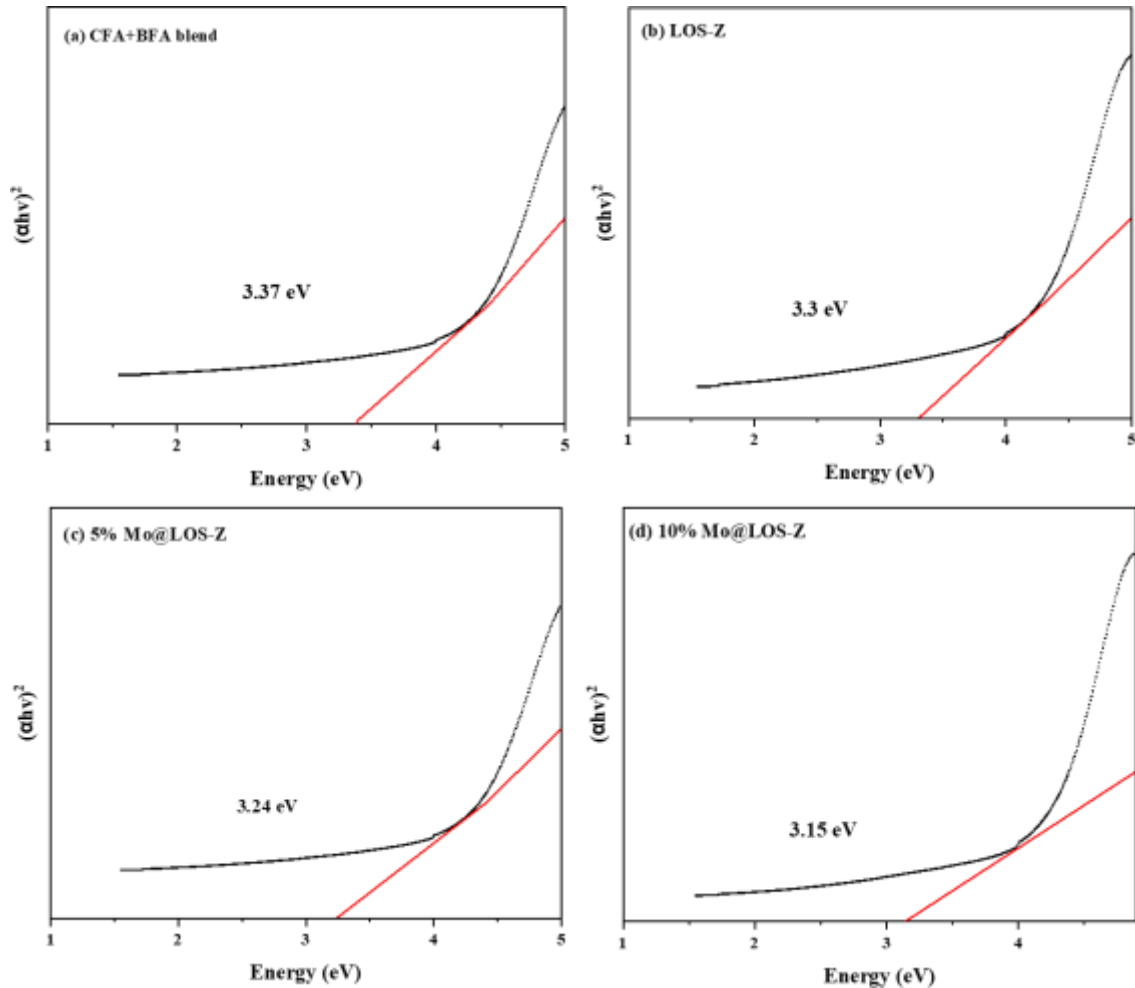 (a) CFA+BFA blend
(αhν)²
3.37 eV
1 2 3 4 5
Energy (eV)
(b) LOS-Z
(αhν)²
3.3 eV
1 2 3 4 5
Energy (eV)
(c) 5% Mo@LOS-Z
(αhν)²
3.24 eV
1 2 3 4 5
Energy (eV)
(d) 10% Mo@LOS-Z
(αhν)²
3.15 eV
1 2 3 4
Energy (eV)